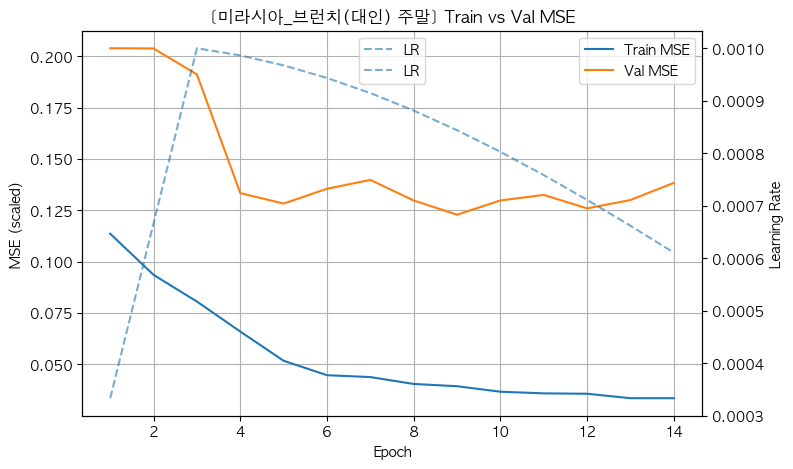 [미라시아_브런치(대인) 주말] Train vs Val MSE
MSE (scaled)
0.200
0.175
0.150
0.125
0.100
0.075
0.050
LR
LR
Train MSE
Val MSE
0.0010
0.0009
0.0008
0.0007
0.0006
0.0005
0.0004
0.0003
Learning Rate
2
4
6
8
10
12
14
Epoch